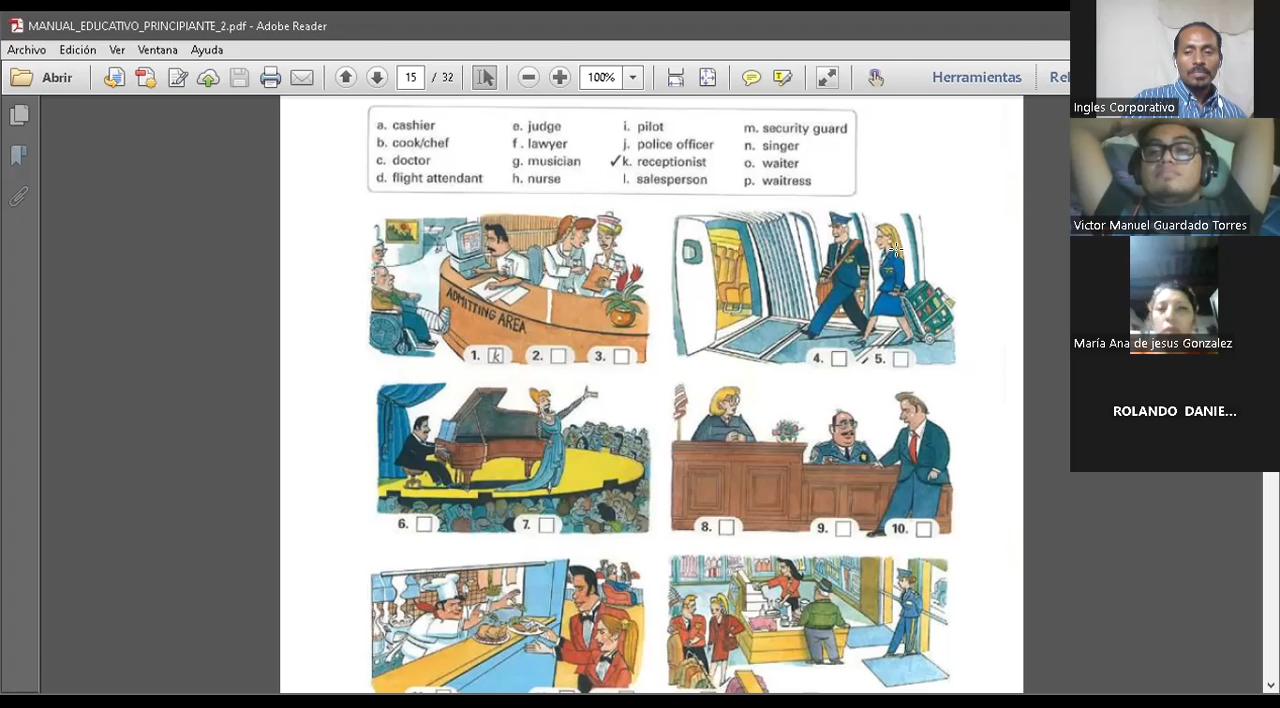 MANUAL_EDUCATIVO_PRINCIPIANTE_2.pdf - Adobe Reader
Archivo Edición Ver Ventana Ayuda
Abrir 15 / 32 100% Herramientas
a. cashier e. judge i. pilot m. security guard
b. cook/chef f. lawyer j. police officer n. singer
c. doctor g. musician ✓k. receptionist o. waiter
d. flight attendant h. nurse l. salesperson p. waitress
ADMITTING AREA
1. k 2. 3.
4. 5.
6. 7.
8. 9. 10.
Ingles Corporativo
Victor Manuel Guardado Torres
María Ana de jesus Gonzalez
ROLANDO DANIE...